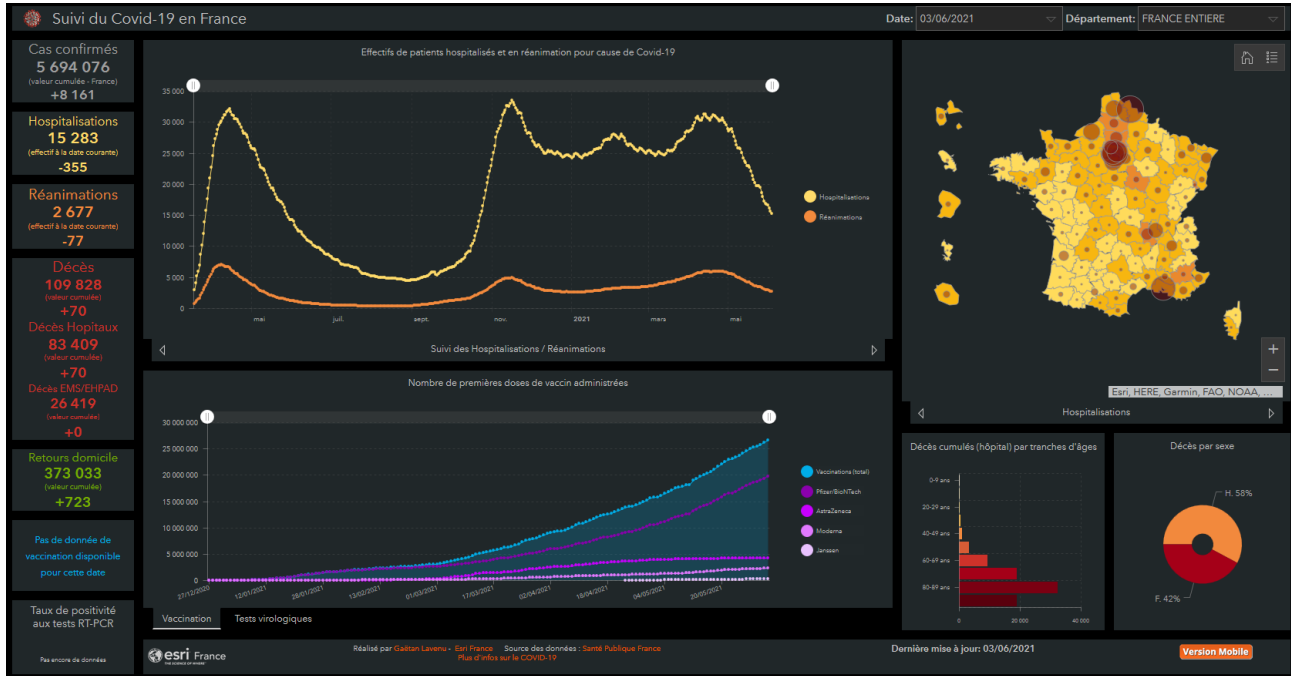 Suivi du Covid-19 en France
Date: 03/06/2021
Département: FRANCE ENTIERE
Cas confirmés
5 694 076
(valeur cumulée - France)
+8 161
Hospitalisations
15 283
(effectif à la date courante)
-355
Réanimations
2 677
(effectif à la date courante)
-77
Décès
109 828
(valeur cumulée)
+70
Décès Hopitaux
83 409
(valeur cumulée)
+70
Décès EMS/EHPAD
26 419
(valeur cumulée)
+0
Retours domicile
373 033
(valeur cumulée)
+723
Pas de donnée de
vaccination disponible
pour cette date
Taux de positivité
aux tests RT-PCR
Pas encore de données
Effectifs de patients hospitalisés et en réanimation pour cause de Covid-19
35 000
30 000
25 000
20 000
15 000
10 000
5 000
0
mai juil. sept. nov. 2021 mars mai
Hospitalisations
Réanimations
Suivi des Hospitalisations / Réanimations
Nombre de premières doses de vaccin administrées
30 000 000
25 000 000
20 000 000
15 000 000
10 000 000
5 000 000
0
27/12/2020 12/01/2021 28/01/2021 13/02/2021 01/03/2021 17/03/2021 02/04/2021 18/04/2021 04/05/2021 20/05/2021
Vaccinations (total)
Pfizer/BioNTech
AstraZeneca
Moderna
Janssen
Vaccination
Tests virologiques
+
−
Esri, HERE, Garmin, FAO, NOAA, ...
Hospitalisations
Décès cumulés (hôpital) par tranches d'âges
0-9 ans
20-29 ans
40-49 ans
60-69 ans
80-89 ans
0 20 000 40 000
Décès par sexe
H. 58%
F. 42%
esri France
THE SCIENCE OF WHERE
Réalisé par Gaëtan Lavenu - Esri France Source des données : Santé Publique France
Plus d'infos sur le COVID-19
Dernière mise à jour: 03/06/2021
Version Mobile